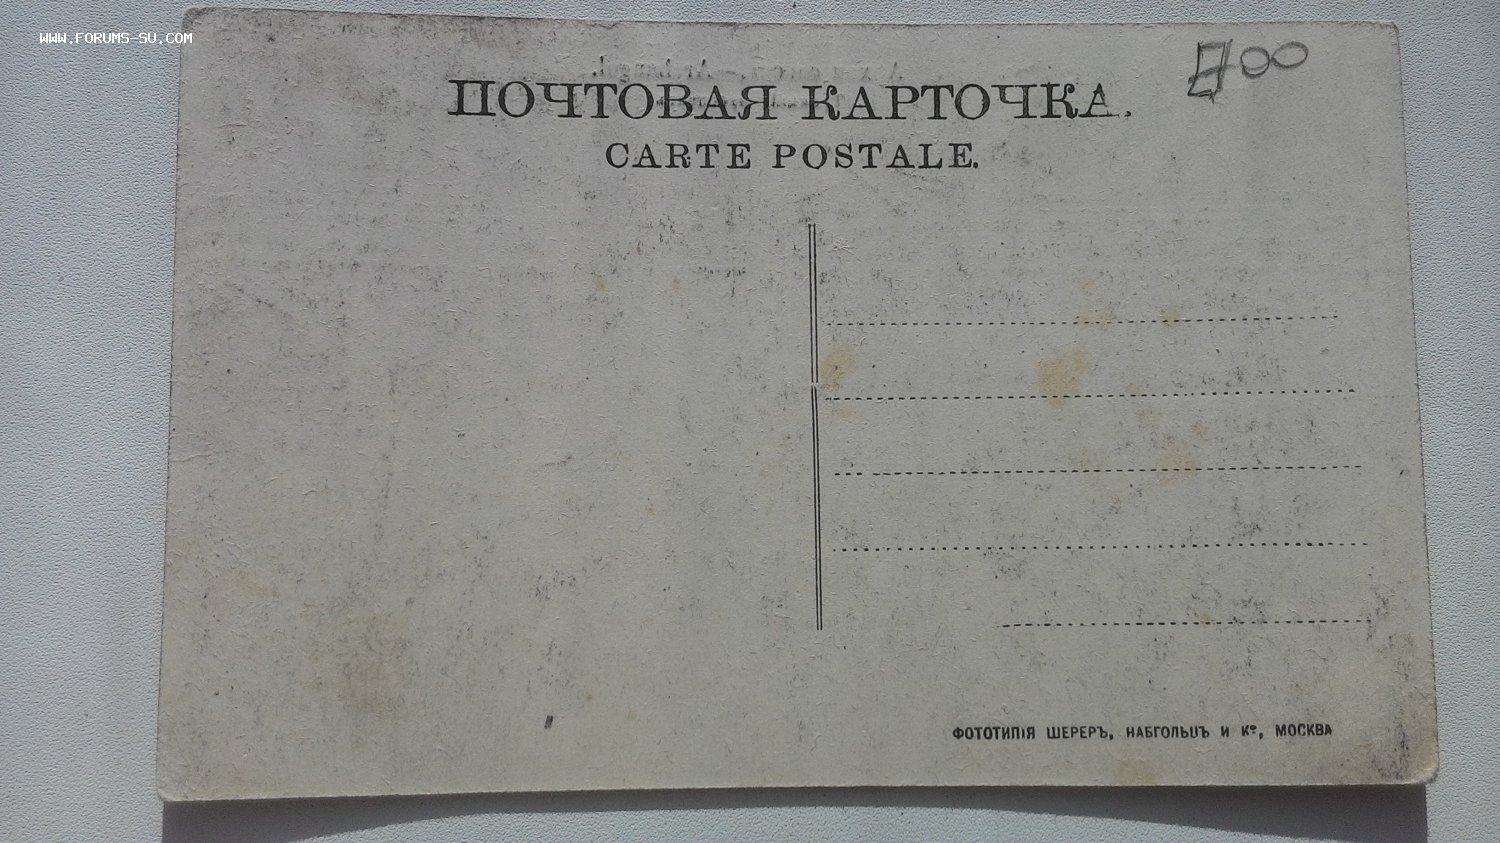 WWW.FORUMS-SU.COM
700
ПОЧТОВАЯ КАРТОЧКА.
CARTE POSTALE.
ФОТОТИПІЯ ШЕРЕРЪ, НАБГОЛЬЦЪ И Кº, МОСКВА